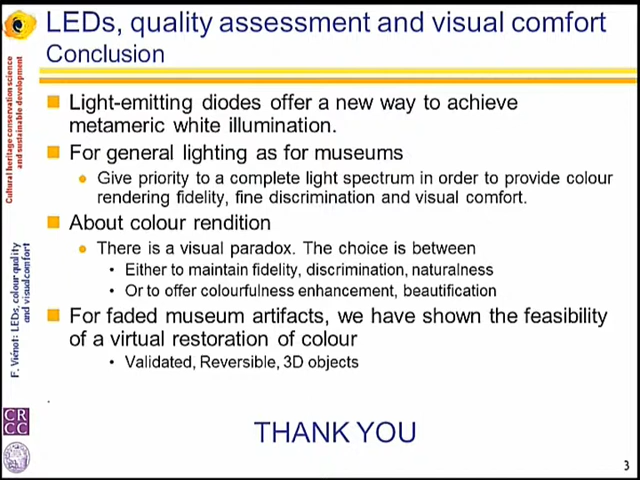 LEDs, quality assessment and visual comfort
Conclusion
Light-emitting diodes offer a new way to achieve
metameric white illumination.
For general lighting as for museums
Give priority to a complete light spectrum in order to provide colour
rendering fidelity, fine discrimination and visual comfort.
About colour rendition
There is a visual paradox. The choice is between
Either to maintain fidelity, discrimination, naturalness
Or to offer colourfulness enhancement, beautification
For faded museum artifacts, we have shown the feasibility
of a virtual restoration of colour
Validated, Reversible, 3D objects
THANK YOU
3
Cultural heritage conservation science
and sustainable development
F. Viénot: LEDs, colour quality
and visual comfort
CR
CC